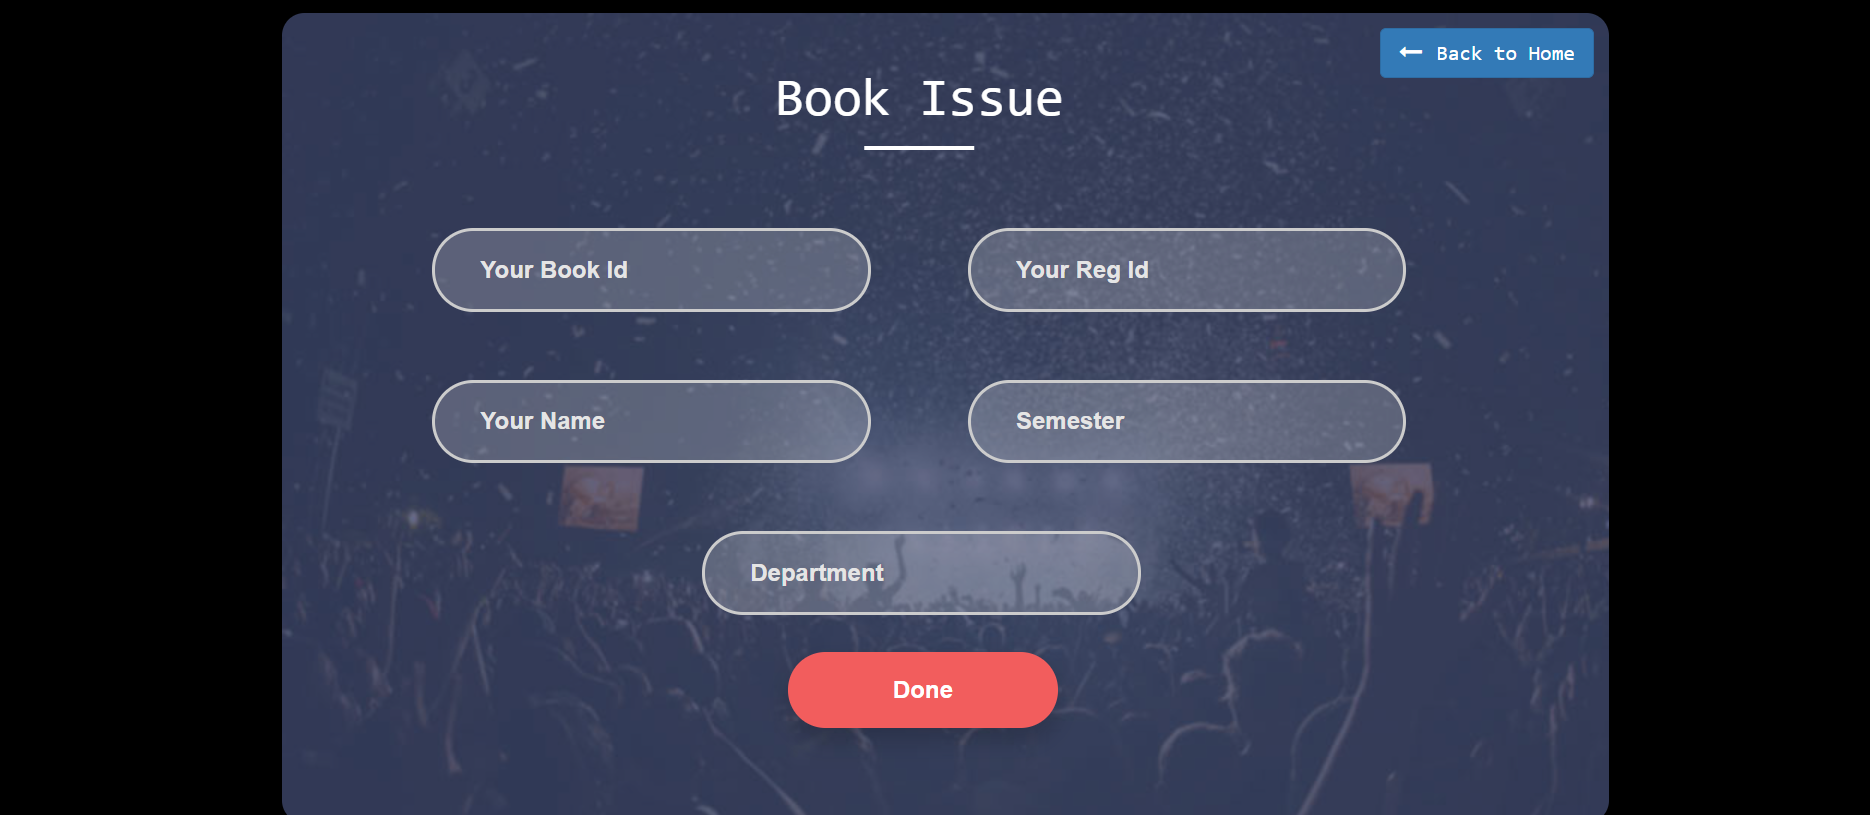 Back to Home
Book Issue
Your Book Id
Your Reg Id
Your Name
Semester
Department
Done